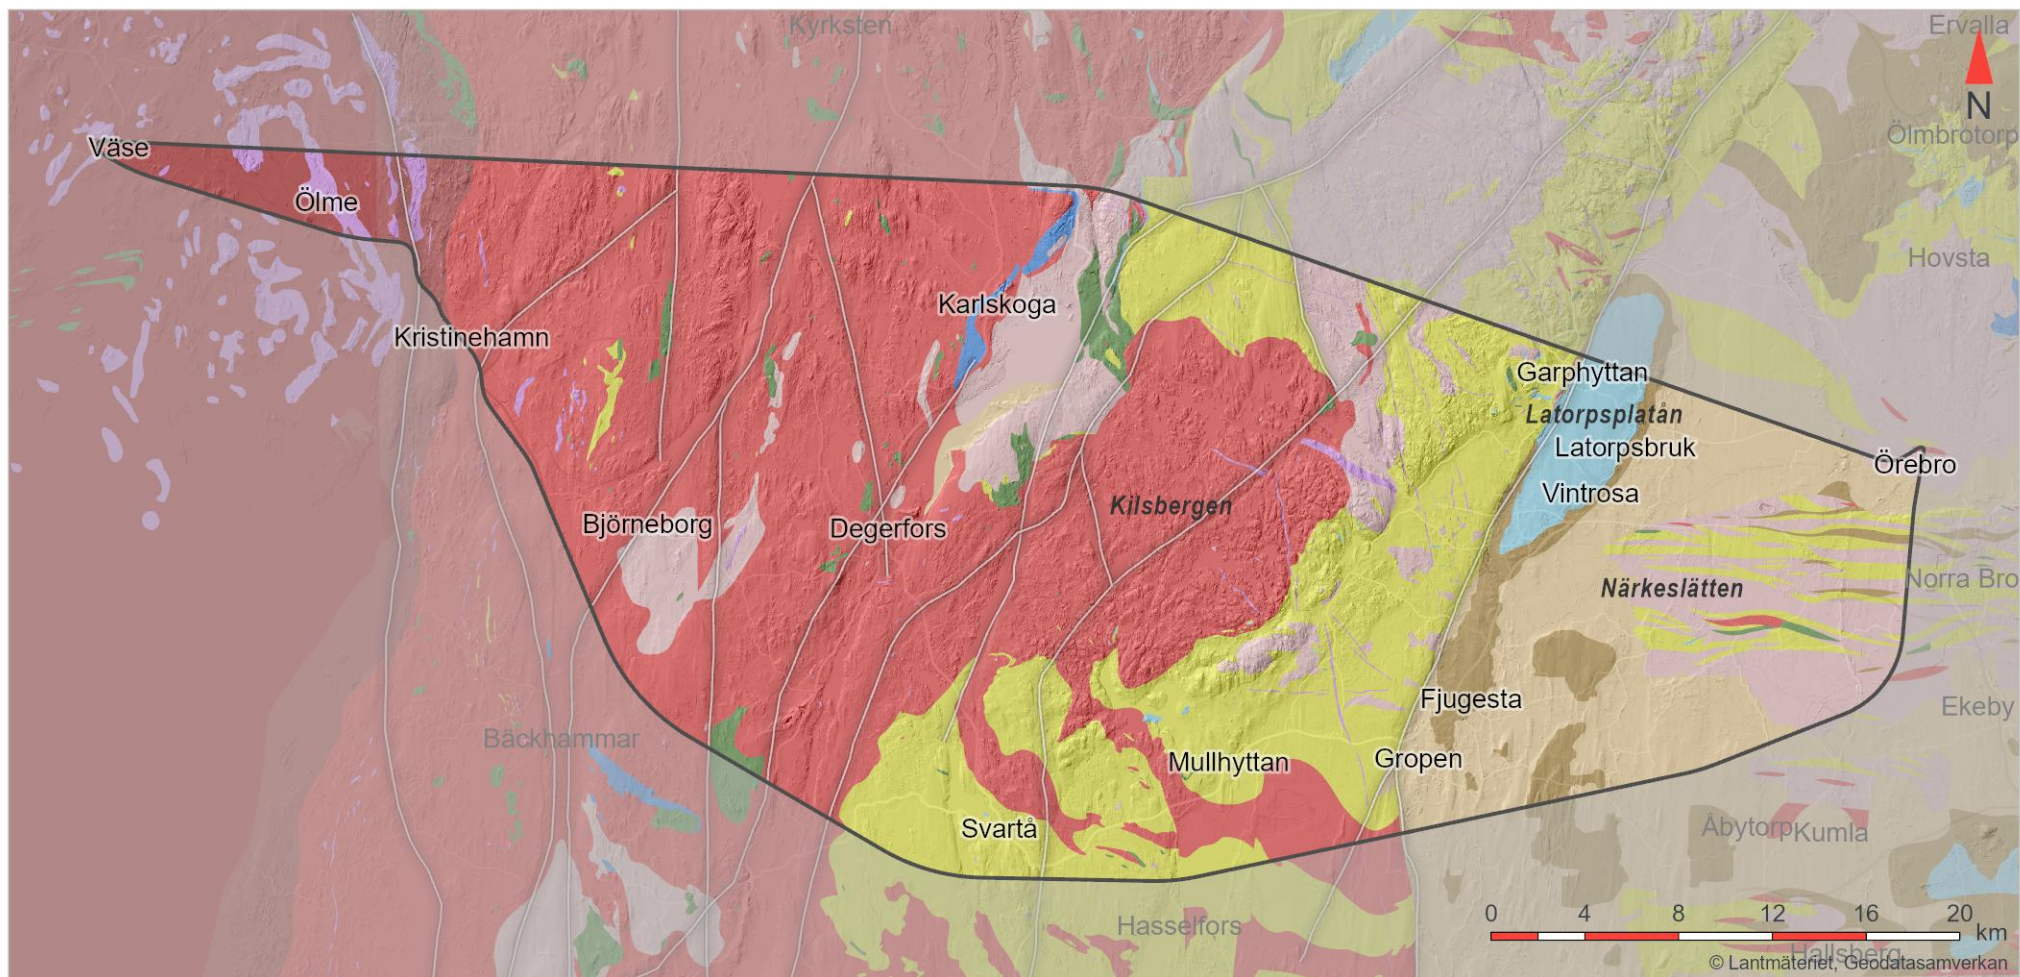 Kyrksten
Ervalla
N
Ölmbrotorp
Väse
Ölme
Hovsta
Karlskoga
Kristinehamn
Garphyttan
Latorpsplatån
Latorpsbruk
Örebro
Vintrosa
Kilsbergen
Björneborg
Degerfors
Norra Bro
Närkeslätten
Fjugesta
Ekeby
Bäckhammar
Mullhyttan
Gropen
Svartå
Åbytorp
Kumla
Hasselfors
0 4 8 12 16 20
km
Hallsberg
© Lantmäteriet, Geodatasamverkan